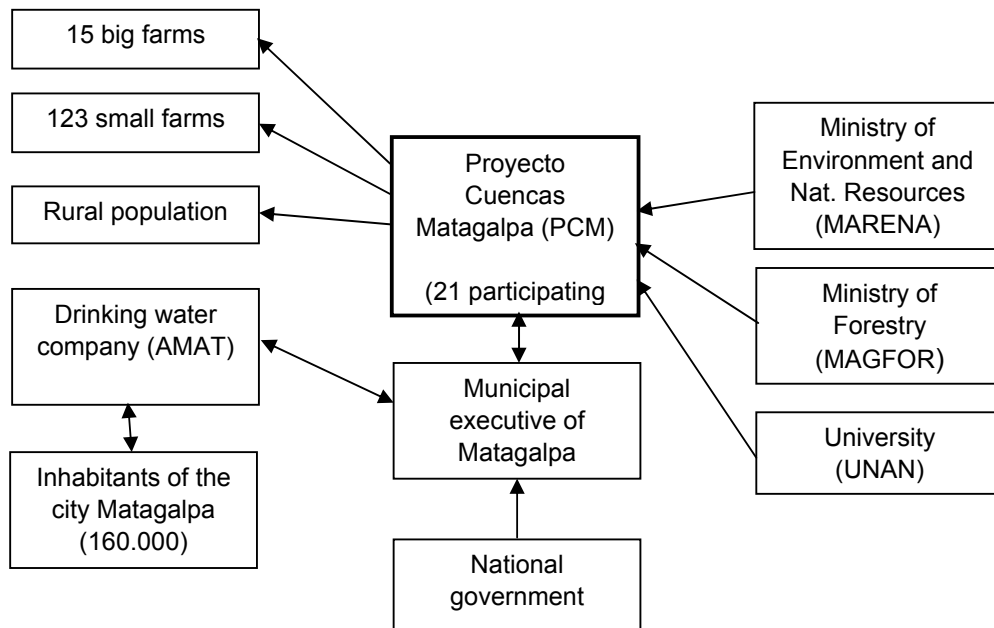 15 big farms
123 small farms
Rural population
Drinking water
company (AMAT)
Inhabitants of the
city Matagalpa
(160.000)
Proyecto
Cuencas
Matagalpa (PCM)
(21 participating
Municipal
executive of
Matagalpa
National
government
Ministry of
Environment and
Nat. Resources
(MARENA)
Ministry of
Forestry
(MAGFOR)
University
(UNAN)